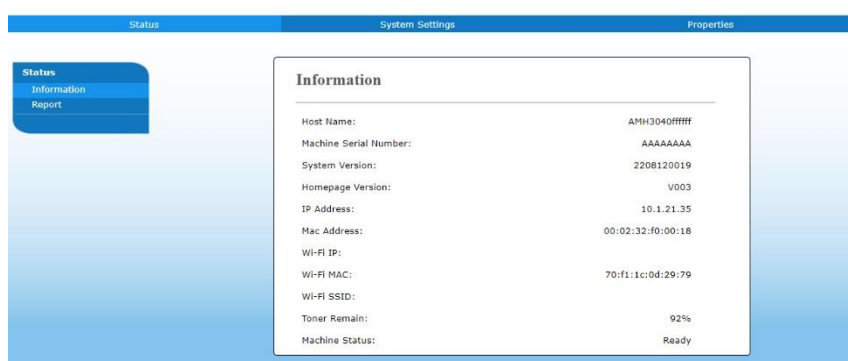 Status System Settings Properties
Status
Information
Report
Information
Host Name: AMH3040ffffff
Machine Serial Number: AAAAAAAA
System Version: 2208120019
Homepage Version: V003
IP Address: 10.1.21.35
Mac Address: 00:02:32:f0:00:18
Wi-Fi IP:
Wi-Fi MAC: 70:f1:1c:0d:29:79
Wi-Fi SSID:
Toner Remain: 92%
Machine Status: Ready